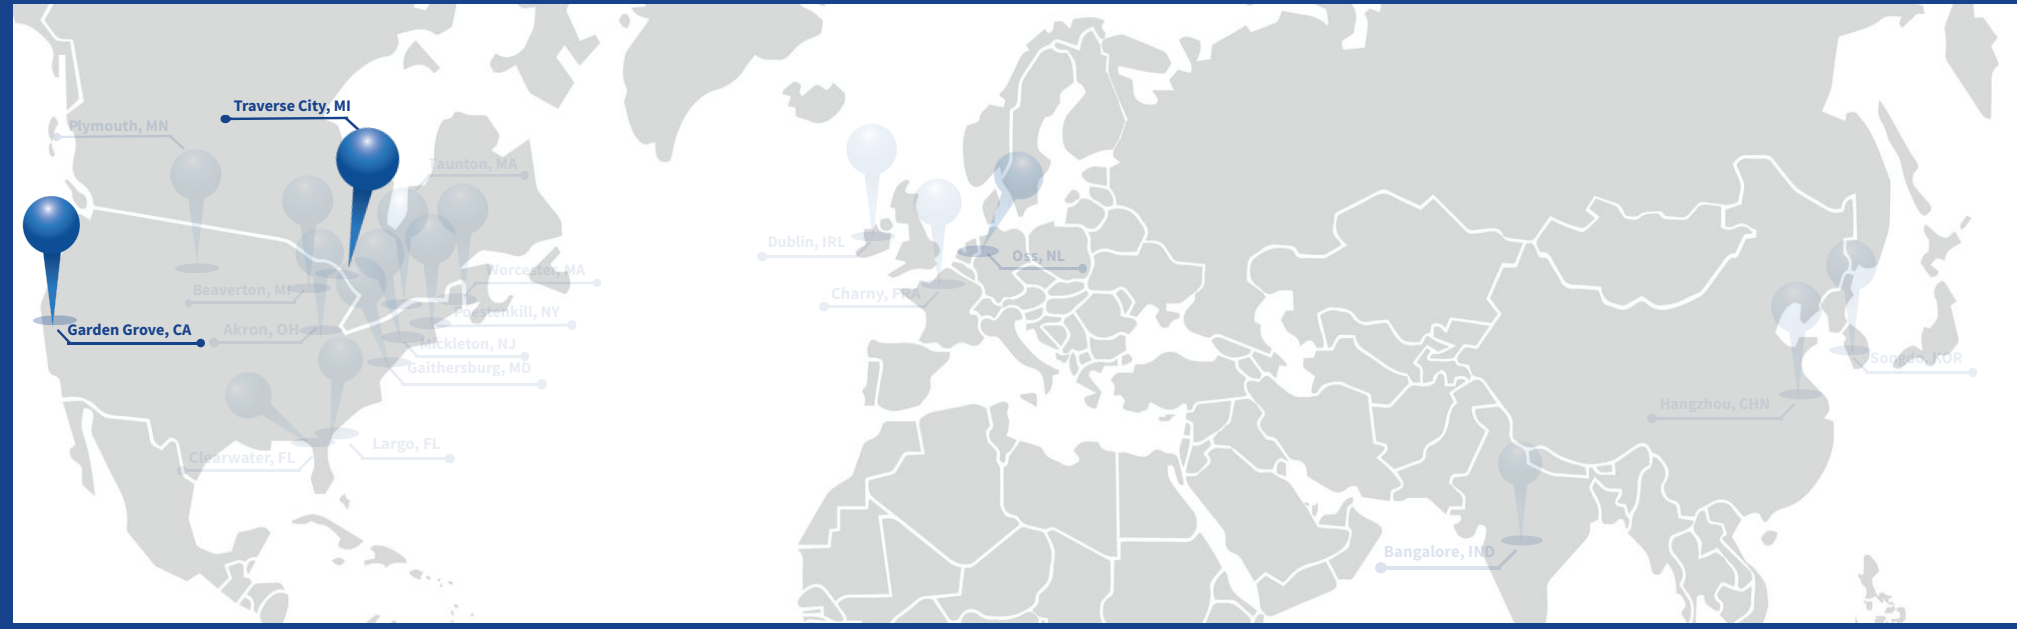 Traverse City, MI
Plymouth, MN
Taunton, MA
Dublin, IRL
Oss, NL
Worcester, MA
Beaverton, MI
Charny, FRA
Poestenkill, NY
Garden Grove, CA
Akron, OH
Mickleton, NJ
Songdo, KOR
Gaithersburg, MD
Hangzhou, CHN
Largo, FL
Clearwater, FL
Bangalore, IND